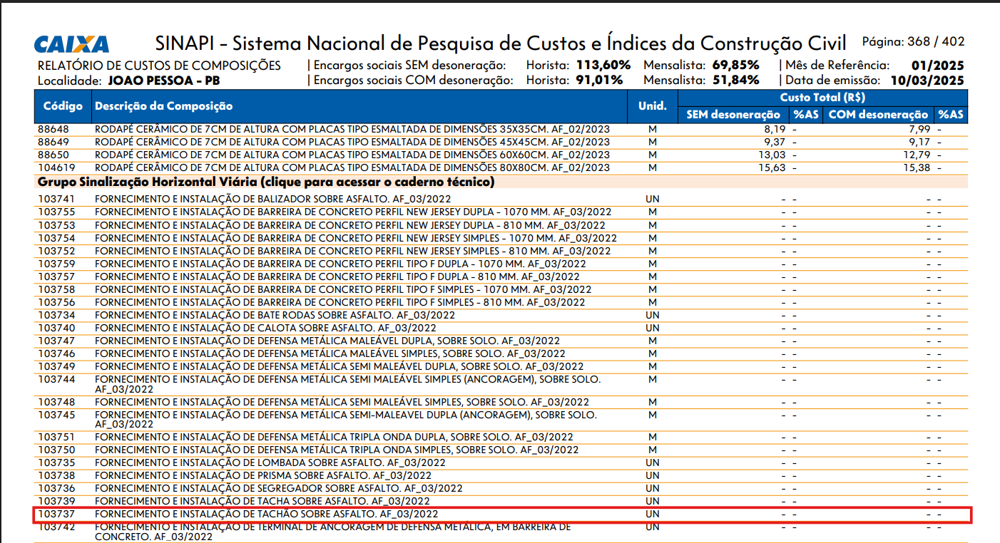 CAIXA SINAPI - Sistema Nacional de Pesquisa de Custos e Índices da Construção Civil Página: 368 / 402
RELATÓRIO DE CUSTOS DE COMPOSIÇÕES | Encargos sociais SEM desoneração: Horista: 113,60% Mensalista: 69,85% | Mês de Referência: 01/2025
Localidade: JOAO PESSOA - PB | Encargos sociais COM desoneração: Horista: 91,01% Mensalista: 51,84% | Data de emissão: 10/03/2025
Código Descrição da Composição Unid. Custo Total (R$)
SEM desoneração %AS COM desoneração %AS
88648 RODAPÉ CERÂMICO DE 7CM DE ALTURA COM PLACAS TIPO ESMALTADA DE DIMENSÕES 35X35CM. AF_02/2023 M 8,19 - 7,99 -
88649 RODAPÉ CERÂMICO DE 7CM DE ALTURA COM PLACAS TIPO ESMALTADA DE DIMENSÕES 45X45CM. AF_02/2023 M 9,37 - 9,17 -
88650 RODAPÉ CERÂMICO DE 7CM DE ALTURA COM PLACAS TIPO ESMALTADA DE DIMENSÕES 60X60CM. AF_02/2023 M 13,03 - 12,79 -
104619 RODAPÉ CERÂMICO DE 7CM DE ALTURA COM PLACAS TIPO ESMALTADA DE DIMENSÕES 80X80CM. AF_02/2023 M 15,63 - 15,38 -
Grupo Sinalização Horizontal Viária (clique para acessar o caderno técnico)
103741 FORNECIMENTO E INSTALAÇÃO DE BALIZADOR SOBRE ASFALTO. AF_03/2022 UN - - - -
103755 FORNECIMENTO E INSTALAÇÃO DE BARREIRA DE CONCRETO PERFIL NEW JERSEY DUPLA - 1070 MM. AF_03/2022 M - - - -
103753 FORNECIMENTO E INSTALAÇÃO DE BARREIRA DE CONCRETO PERFIL NEW JERSEY DUPLA - 810 MM. AF_03/2022 M - - - -
103754 FORNECIMENTO E INSTALAÇÃO DE BARREIRA DE CONCRETO PERFIL NEW JERSEY SIMPLES - 1070 MM. AF_03/2022 M - - - -
103752 FORNECIMENTO E INSTALAÇÃO DE BARREIRA DE CONCRETO PERFIL NEW JERSEY SIMPLES - 810 MM. AF_03/2022 M - - - -
103759 FORNECIMENTO E INSTALAÇÃO DE BARREIRA DE CONCRETO PERFIL TIPO F DUPLA - 1070 MM. AF_03/2022 M - - - -
103757 FORNECIMENTO E INSTALAÇÃO DE BARREIRA DE CONCRETO PERFIL TIPO F DUPLA - 810 MM. AF_03/2022 M - - - -
103758 FORNECIMENTO E INSTALAÇÃO DE BARREIRA DE CONCRETO PERFIL TIPO F SIMPLES - 1070 MM. AF_03/2022 M - - - -
103756 FORNECIMENTO E INSTALAÇÃO DE BARREIRA DE CONCRETO PERFIL TIPO F SIMPLES - 810 MM. AF_03/2022 M - - - -
103734 FORNECIMENTO E INSTALAÇÃO DE BATE RODAS SOBRE ASFALTO. AF_03/2022 UN - - - -
103740 FORNECIMENTO E INSTALAÇÃO DE CALOTA SOBRE ASFALTO. AF_03/2022 UN - - - -
103747 FORNECIMENTO E INSTALAÇÃO DE DEFENSA METÁLICA MALEÁVEL DUPLA, SOBRE SOLO. AF_03/2022 M - - - -
103746 FORNECIMENTO E INSTALAÇÃO DE DEFENSA METÁLICA MALEÁVEL SIMPLES, SOBRE SOLO. AF_03/2022 M - - - -
103749 FORNECIMENTO E INSTALAÇÃO DE DEFENSA METÁLICA SEMI MALEÁVEL DUPLA, SOBRE SOLO. AF_03/2022 M - - - -
103744 FORNECIMENTO E INSTALAÇÃO DE DEFENSA METÁLICA SEMI MALEÁVEL SIMPLES (ANCORAGEM), SOBRE SOLO. M - - - -
AF_03/2022
103748 FORNECIMENTO E INSTALAÇÃO DE DEFENSA METÁLICA SEMI MALEÁVEL SIMPLES, SOBRE SOLO. AF_03/2022 M - - - -
103745 FORNECIMENTO E INSTALAÇÃO DE DEFENSA METÁLICA SEMI-MALEAVEL DUPLA (ANCORAGEM), SOBRE SOLO. M - - - -
AF_03/2022
103751 FORNECIMENTO E INSTALAÇÃO DE DEFENSA METÁLICA TRIPLA ONDA DUPLA, SOBRE SOLO. AF_03/2022 M - - - -
103750 FORNECIMENTO E INSTALAÇÃO DE DEFENSA METÁLICA TRIPLA ONDA SIMPLES, SOBRE SOLO. AF_03/2022 M - - - -
103735 FORNECIMENTO E INSTALAÇÃO DE LOMBADA SOBRE ASFALTO. AF_03/2022 UN - - - -
103738 FORNECIMENTO E INSTALAÇÃO DE PRISMA SOBRE ASFALTO. AF_03/2022 UN - - - -
103736 FORNECIMENTO E INSTALAÇÃO DE SEGREGADOR SOBRE ASFALTO. AF_03/2022 UN - - - -
103739 FORNECIMENTO E INSTALAÇÃO DE TACHA SOBRE ASFALTO. AF_03/2022 UN - - - -
103737 FORNECIMENTO E INSTALAÇÃO DE TACHÃO SOBRE ASFALTO. AF_03/2022 UN - - - -
103742 FORNECIMENTO E INSTALAÇÃO DE TERMINAL DE ANCORAGEM DE DEFENSA METÁLICA, EM BARREIRA DE UN - - - -
CONCRETO. AF_03/2022